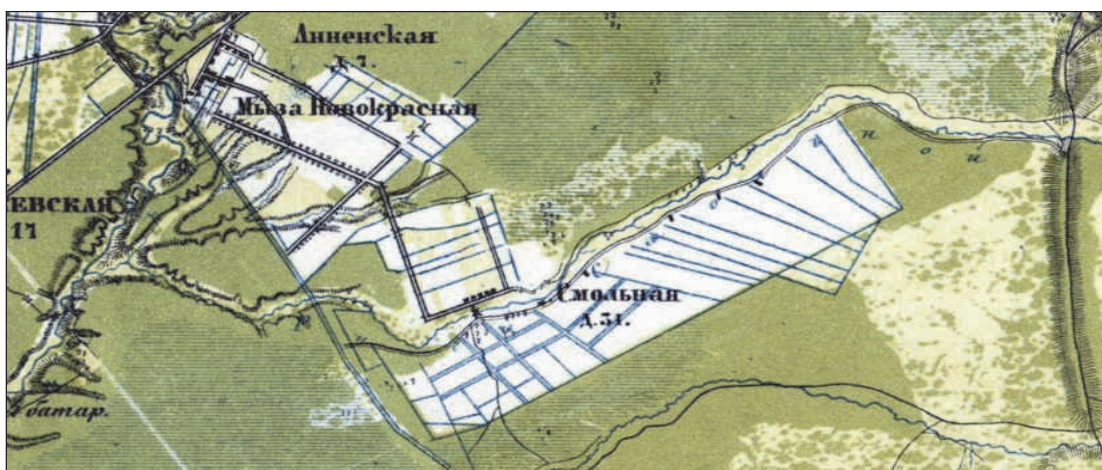 Анненская
д. 7.
Мыза Новокрасная
ЕВСКАЯ
17
Смольная
д. 31.
батар.